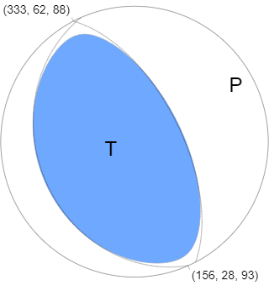 (333, 62, 88)
P
T
(156, 28, 93)